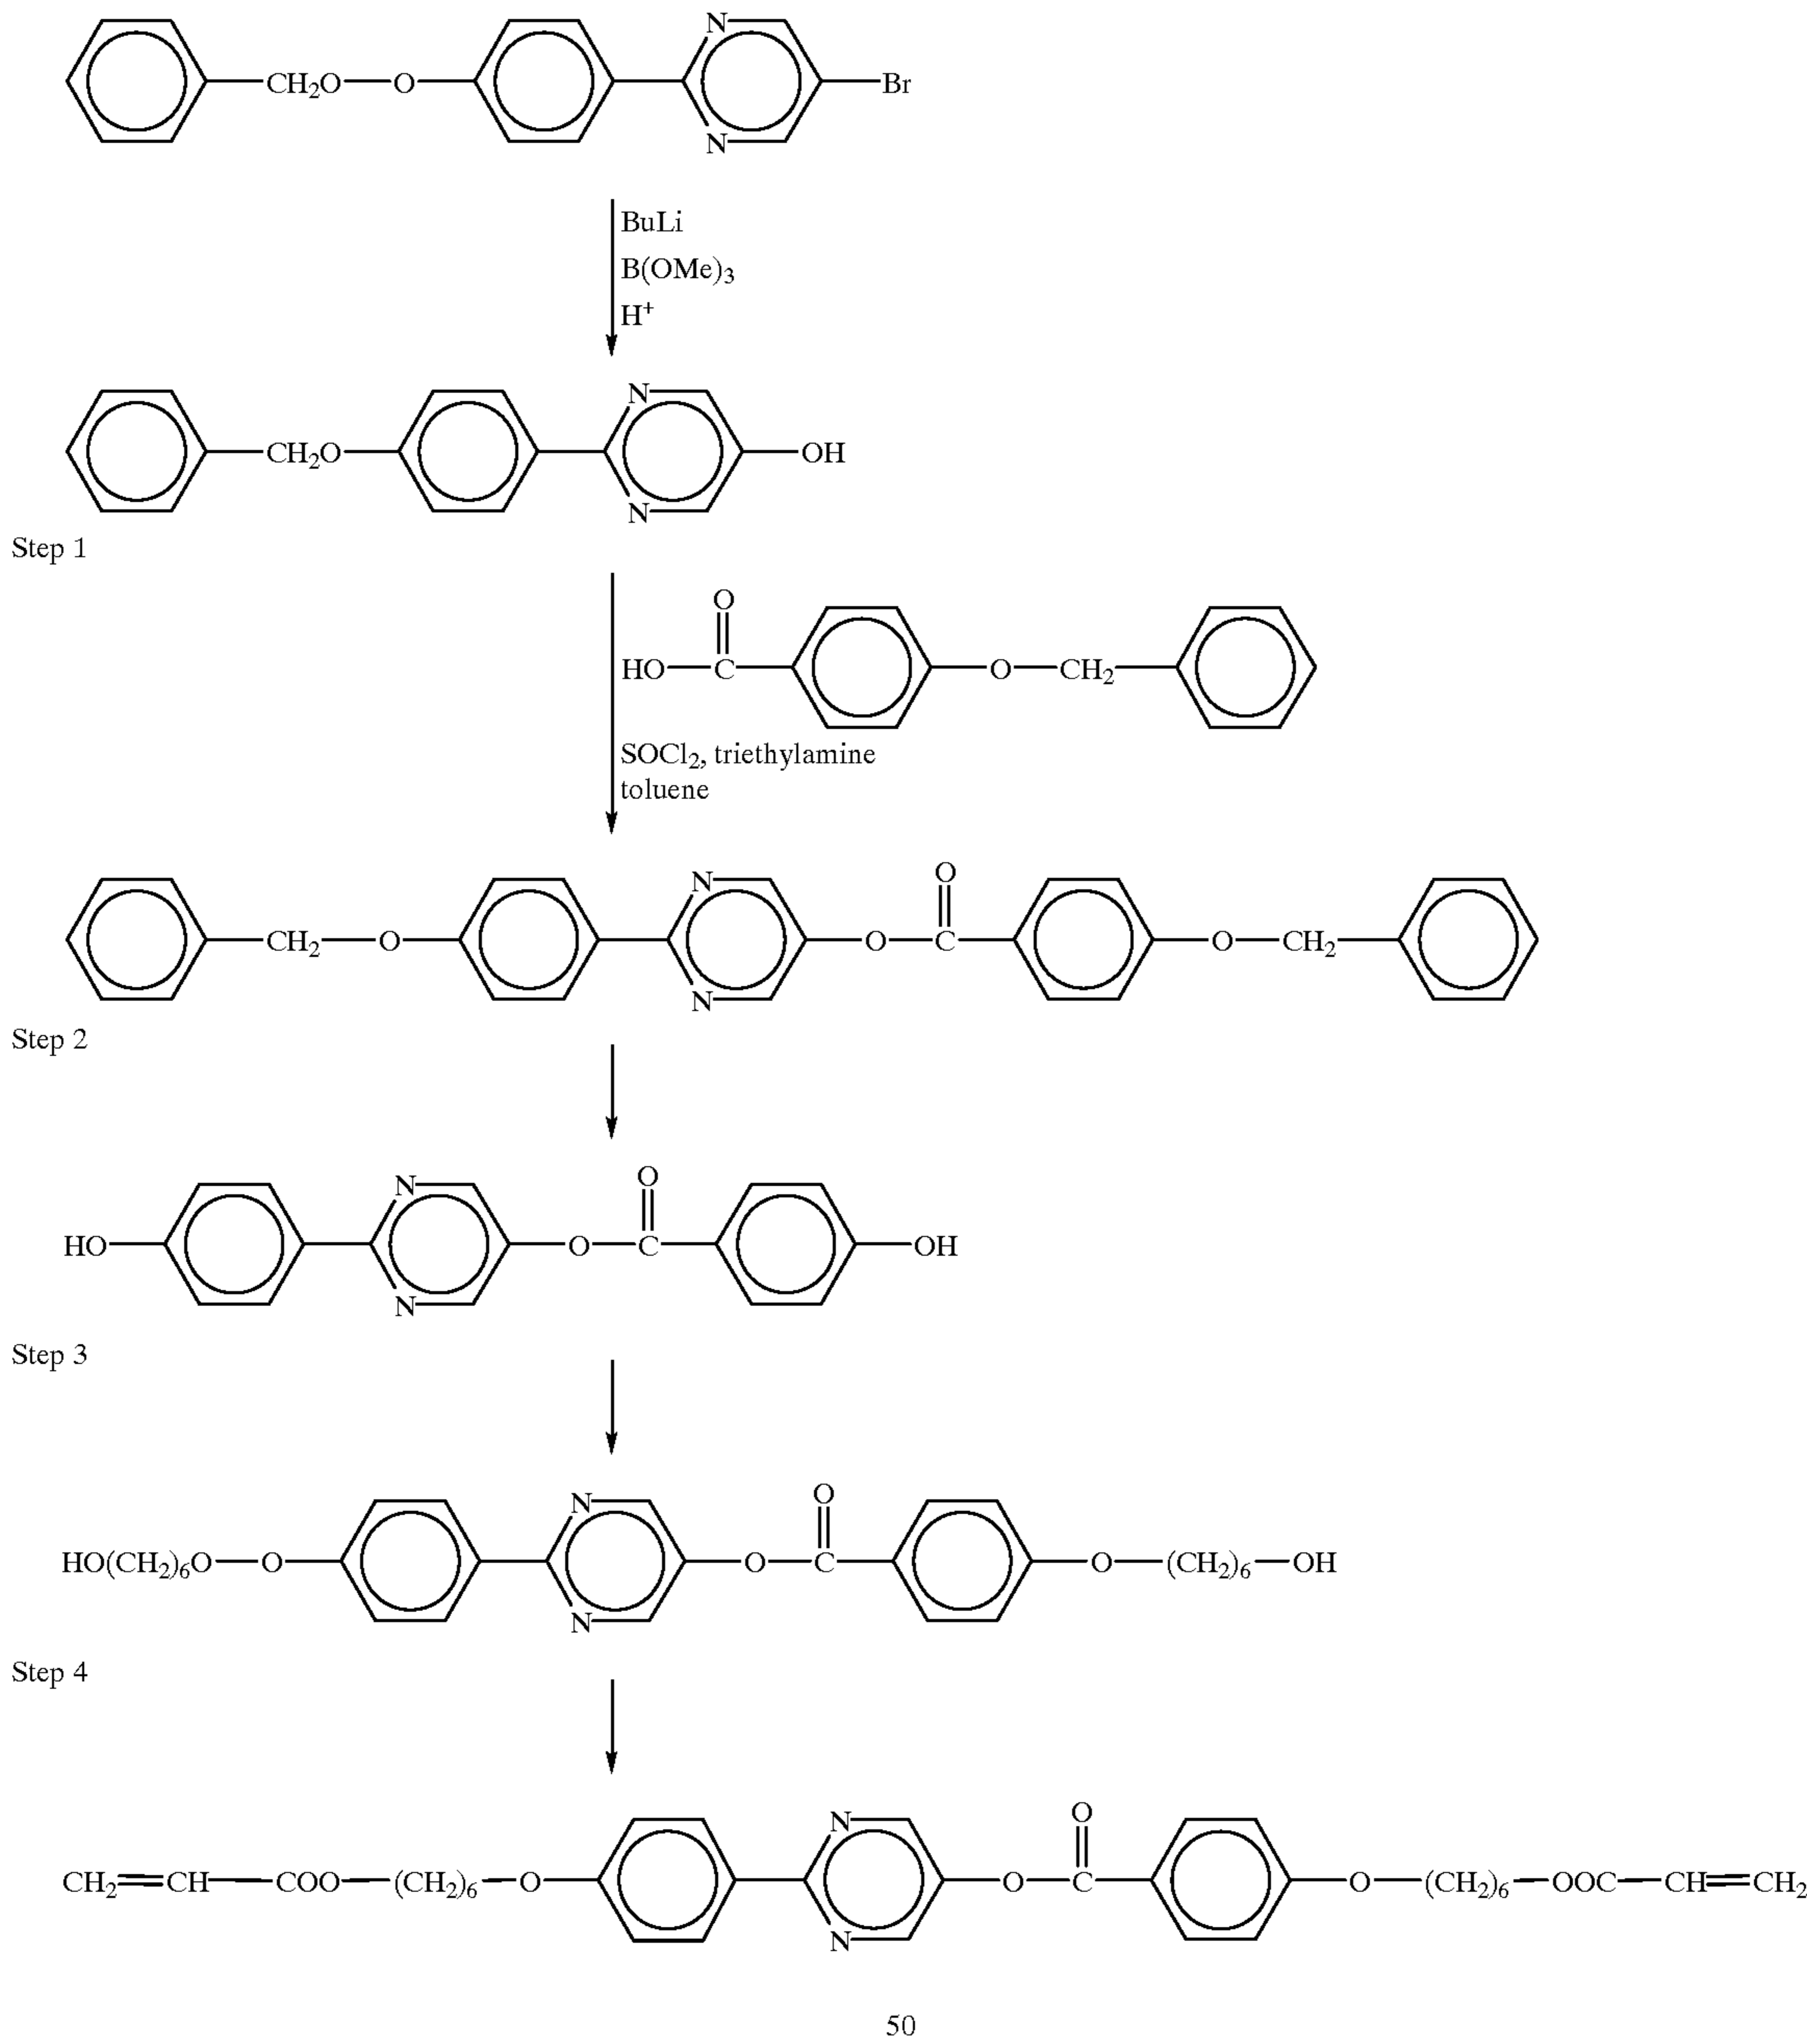 N
CH2O O Br
N
BuLi
B(OMe)3
H+
N
CH2O OH
N
Step 1
O
HO C O CH2
SOCl2, triethylamine
toluene
O
N
CH2 O O C O CH2
N
Step 2
O
N
HO O C OH
N
Step 3
O
N
HO(CH2)6O O O C O (CH2)6 OH
N
Step 4
O
N
CH2 CH COO (CH2)6 O O C O (CH2)6 OOC CH CH2
N
50